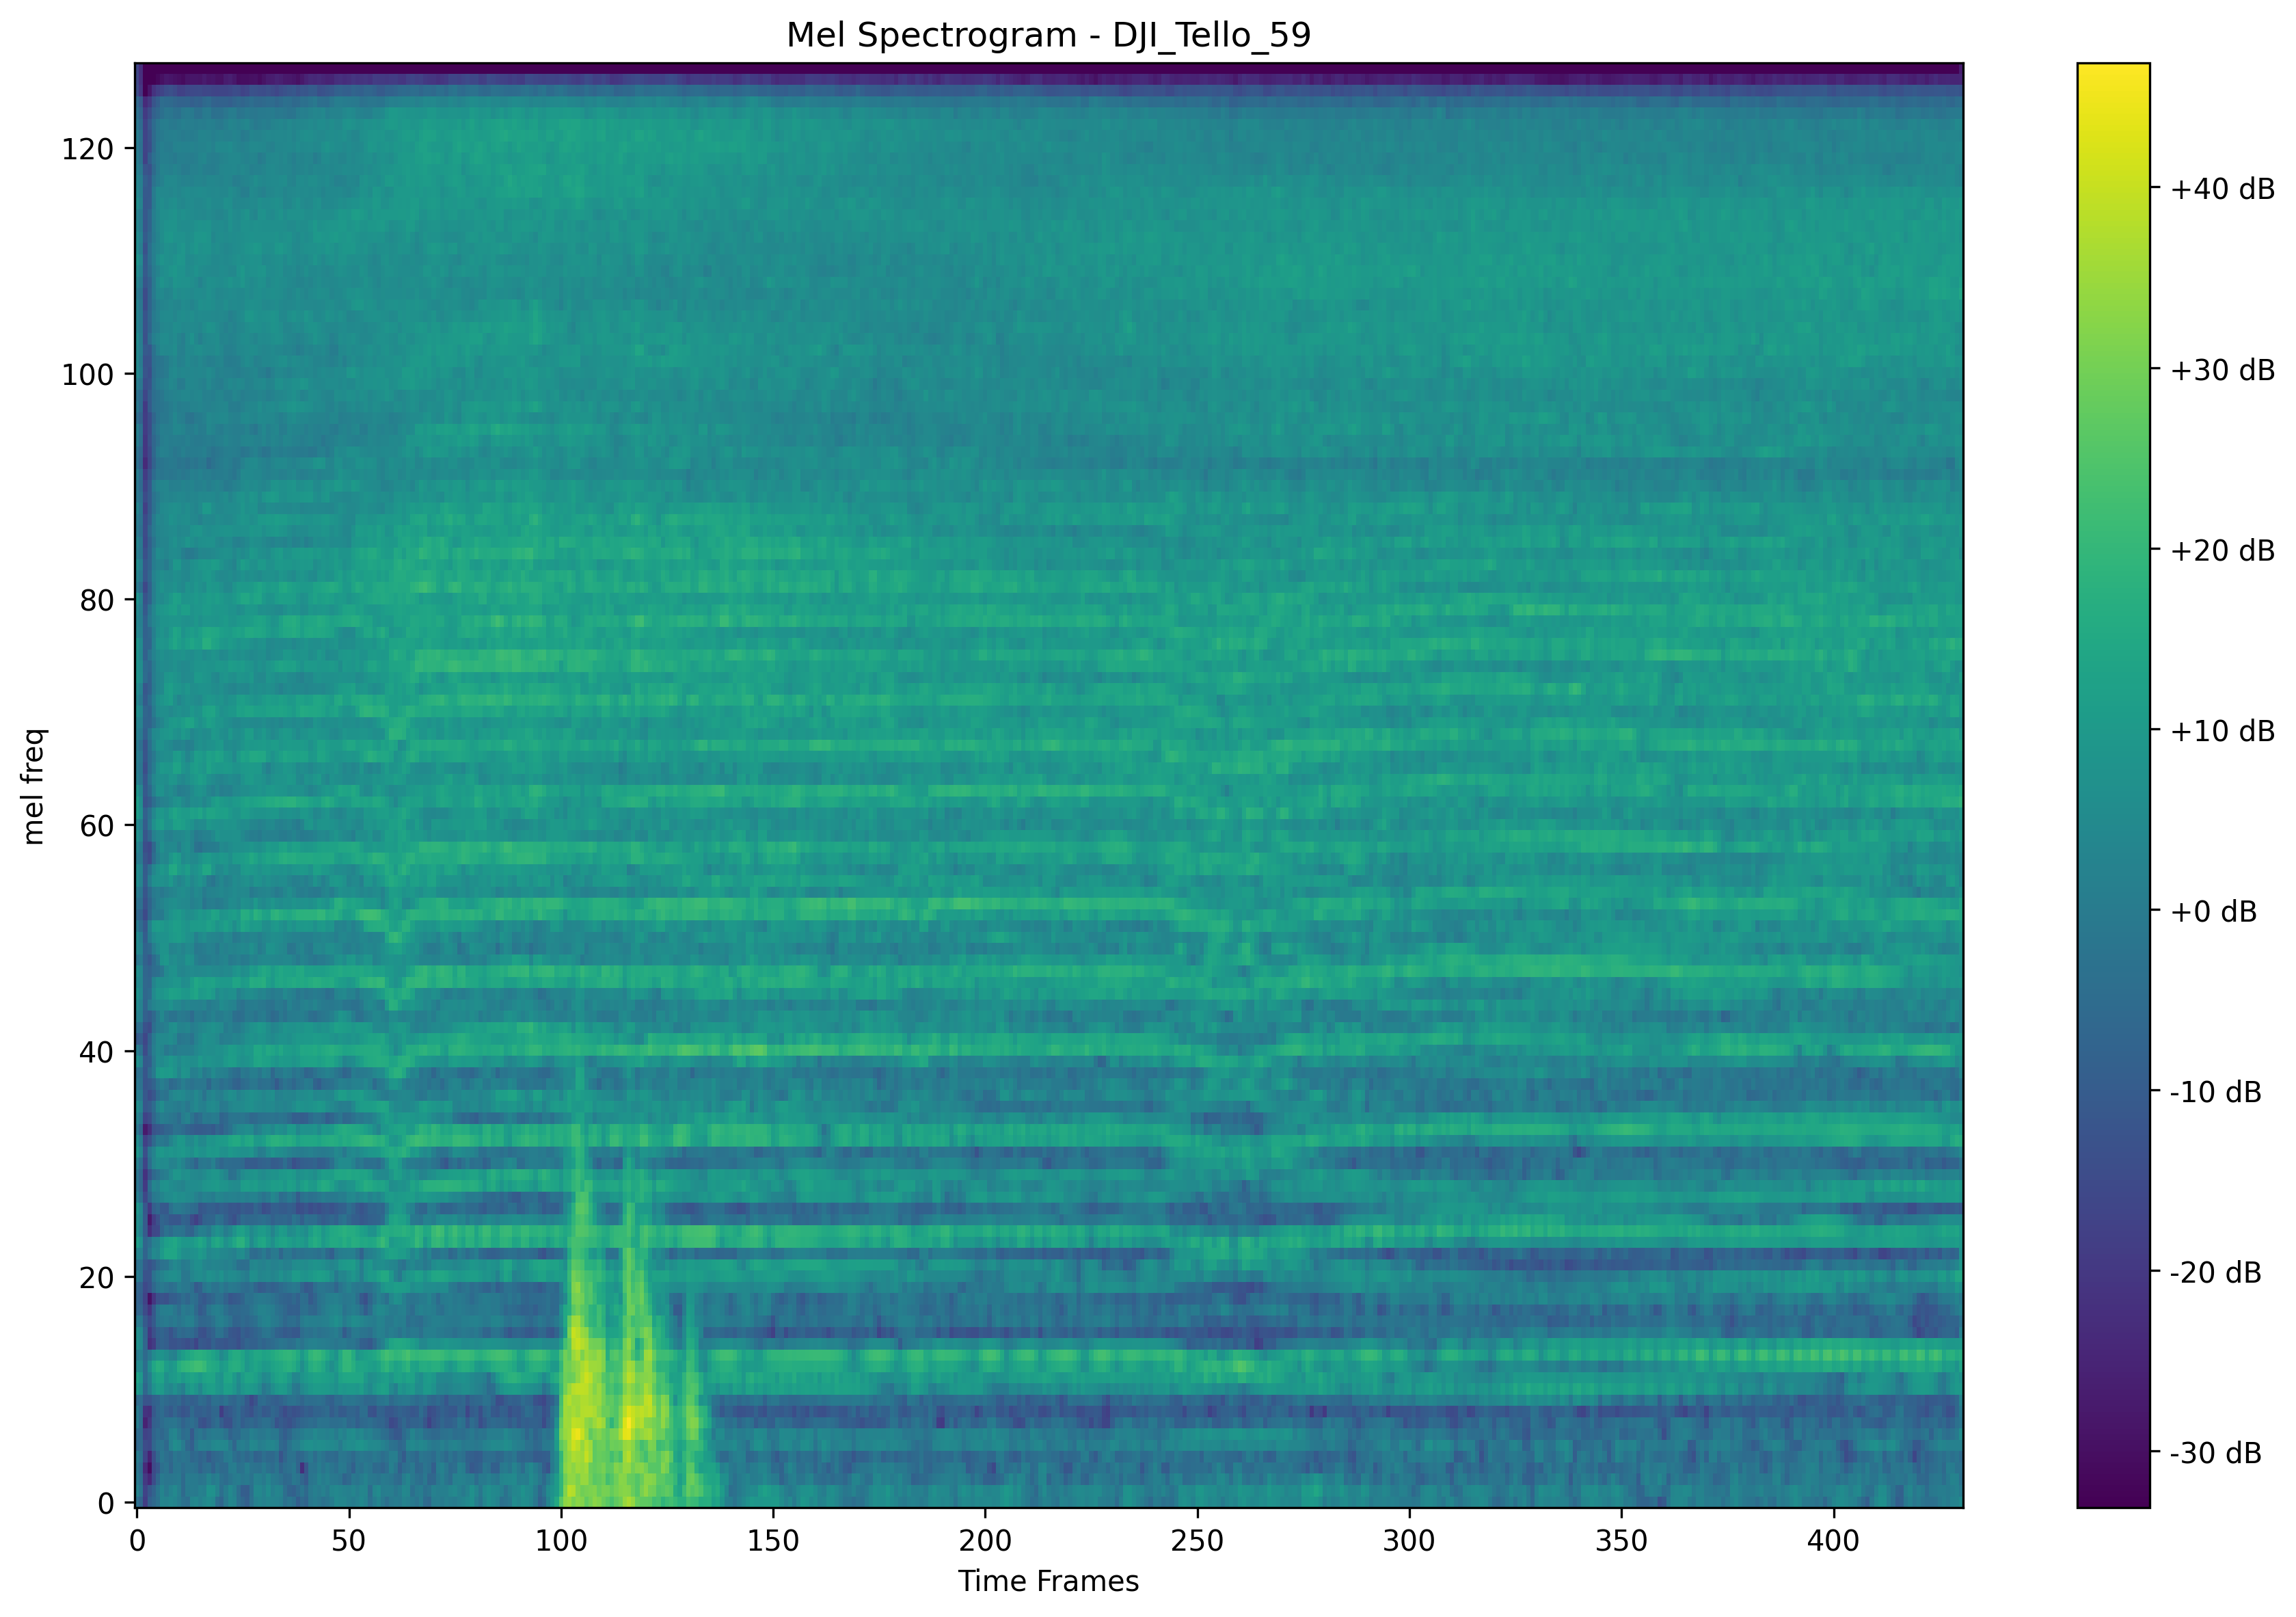 Mel Spectrogram - DJI_Tello_59
120
100
80
60
40
20
0
mel freq
0 50 100 150 200 250 300 350 400
Time Frames
+40 dB
+30 dB
+20 dB
+10 dB
+0 dB
-10 dB
-20 dB
-30 dB